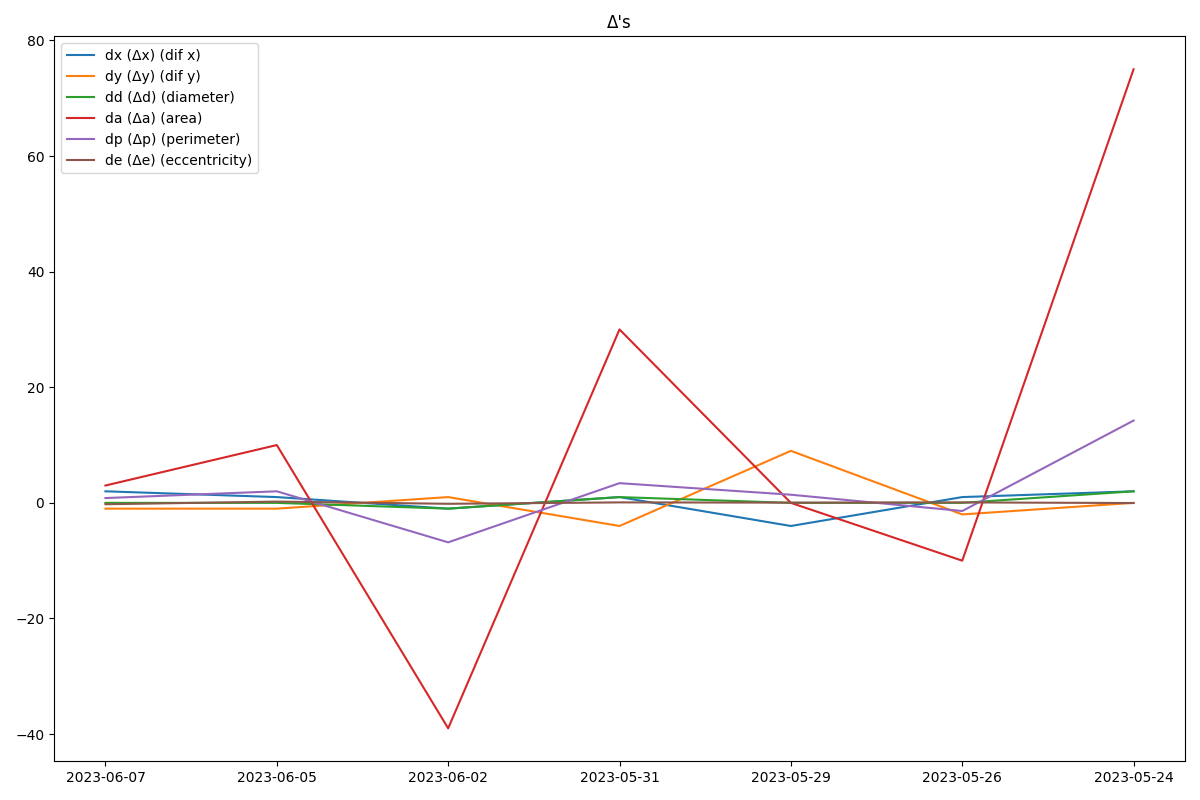 Δ's
dx (Δx) (dif x)
dy (Δy) (dif y)
dd (Δd) (diameter)
da (Δa) (area)
dp (Δp) (perimeter)
de (Δe) (eccentricity)
80
60
40
20
0
−20
−40
2023-06-07 2023-06-05 2023-06-02 2023-05-31 2023-05-29 2023-05-26 2023-05-24